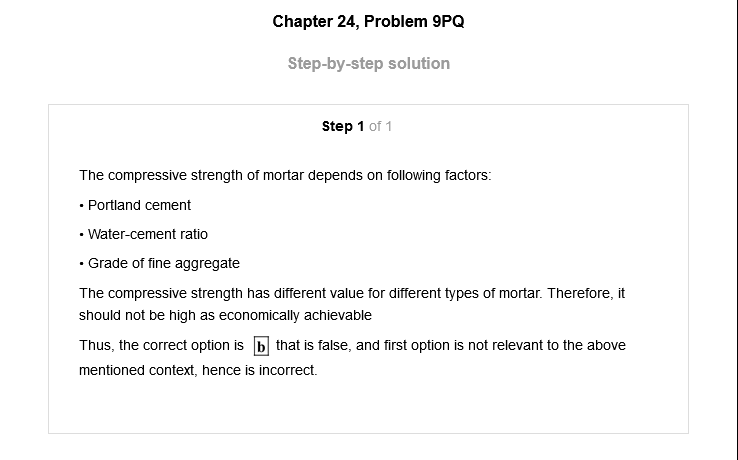 Chapter 24, Problem 9PQ
Step-by-step solution
Step 1 of 1
The compressive strength of mortar depends on following factors:
• Portland cement
• Water-cement ratio
• Grade of fine aggregate
The compressive strength has different value for different types of mortar. Therefore, it
should not be high as economically achievable
Thus, the correct option is b that is false, and first option is not relevant to the above
mentioned context, hence is incorrect.